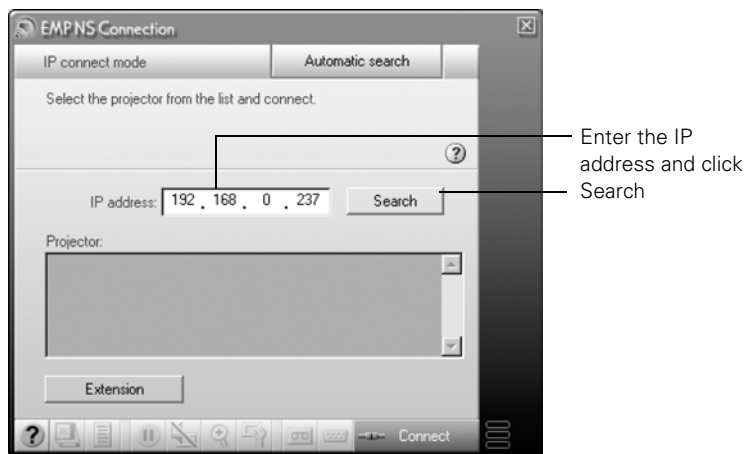 EMP NS Connection
IP connect mode
Automatic search
Select the projector from the list and connect.
?
Enter the IP
address and click
Search
IP address: 192 . 168 . 0 . 237
Search
Projector:
Extension
? Connect